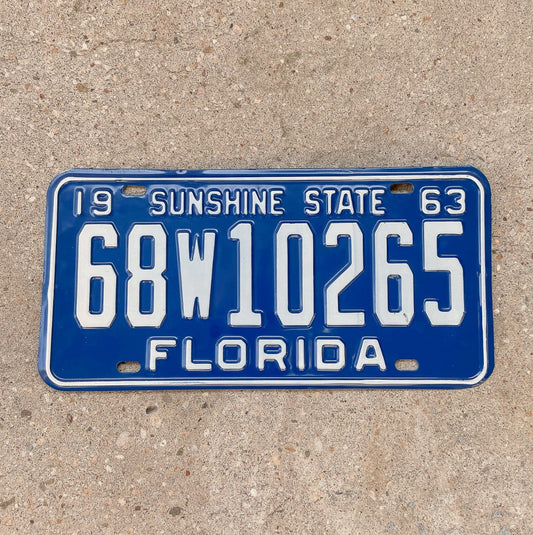 19 SUNSHINE STATE 63
68W10265
FLORIDA